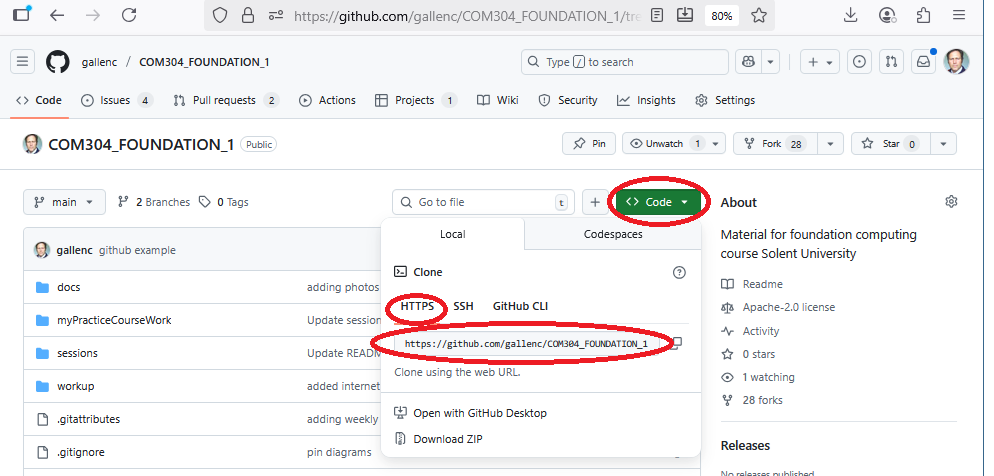 https://github.com/gallenc/COM304_FOUNDATION_1/tre
80%
gallenc / COM304_FOUNDATION_1
Type / to search
Code
Issues 4
Pull requests 2
Actions
Projects 1
Wiki
Security
Insights
Settings
COM304_FOUNDATION_1 Public
Pin
Unwatch 1
Fork 28
Star 0
main
2 Branches
0 Tags
Go to file t
Code
About
Local
Codespaces
Material for foundation computing
course Solent University
gallenc github example
Clone
HTTPS
SSH
GitHub CLI
https://github.com/gallenc/COM304_FOUNDATION_1
Clone using the web URL.
Open with GitHub Desktop
Download ZIP
docs adding photos
myPracticeCourseWork Update session
sessions Update README
workup added internet
.gitattributes adding weekly
.gitignore pin diagrams
Readme
Apache-2.0 license
Activity
0 stars
1 watching
28 forks
Releases
No releases published